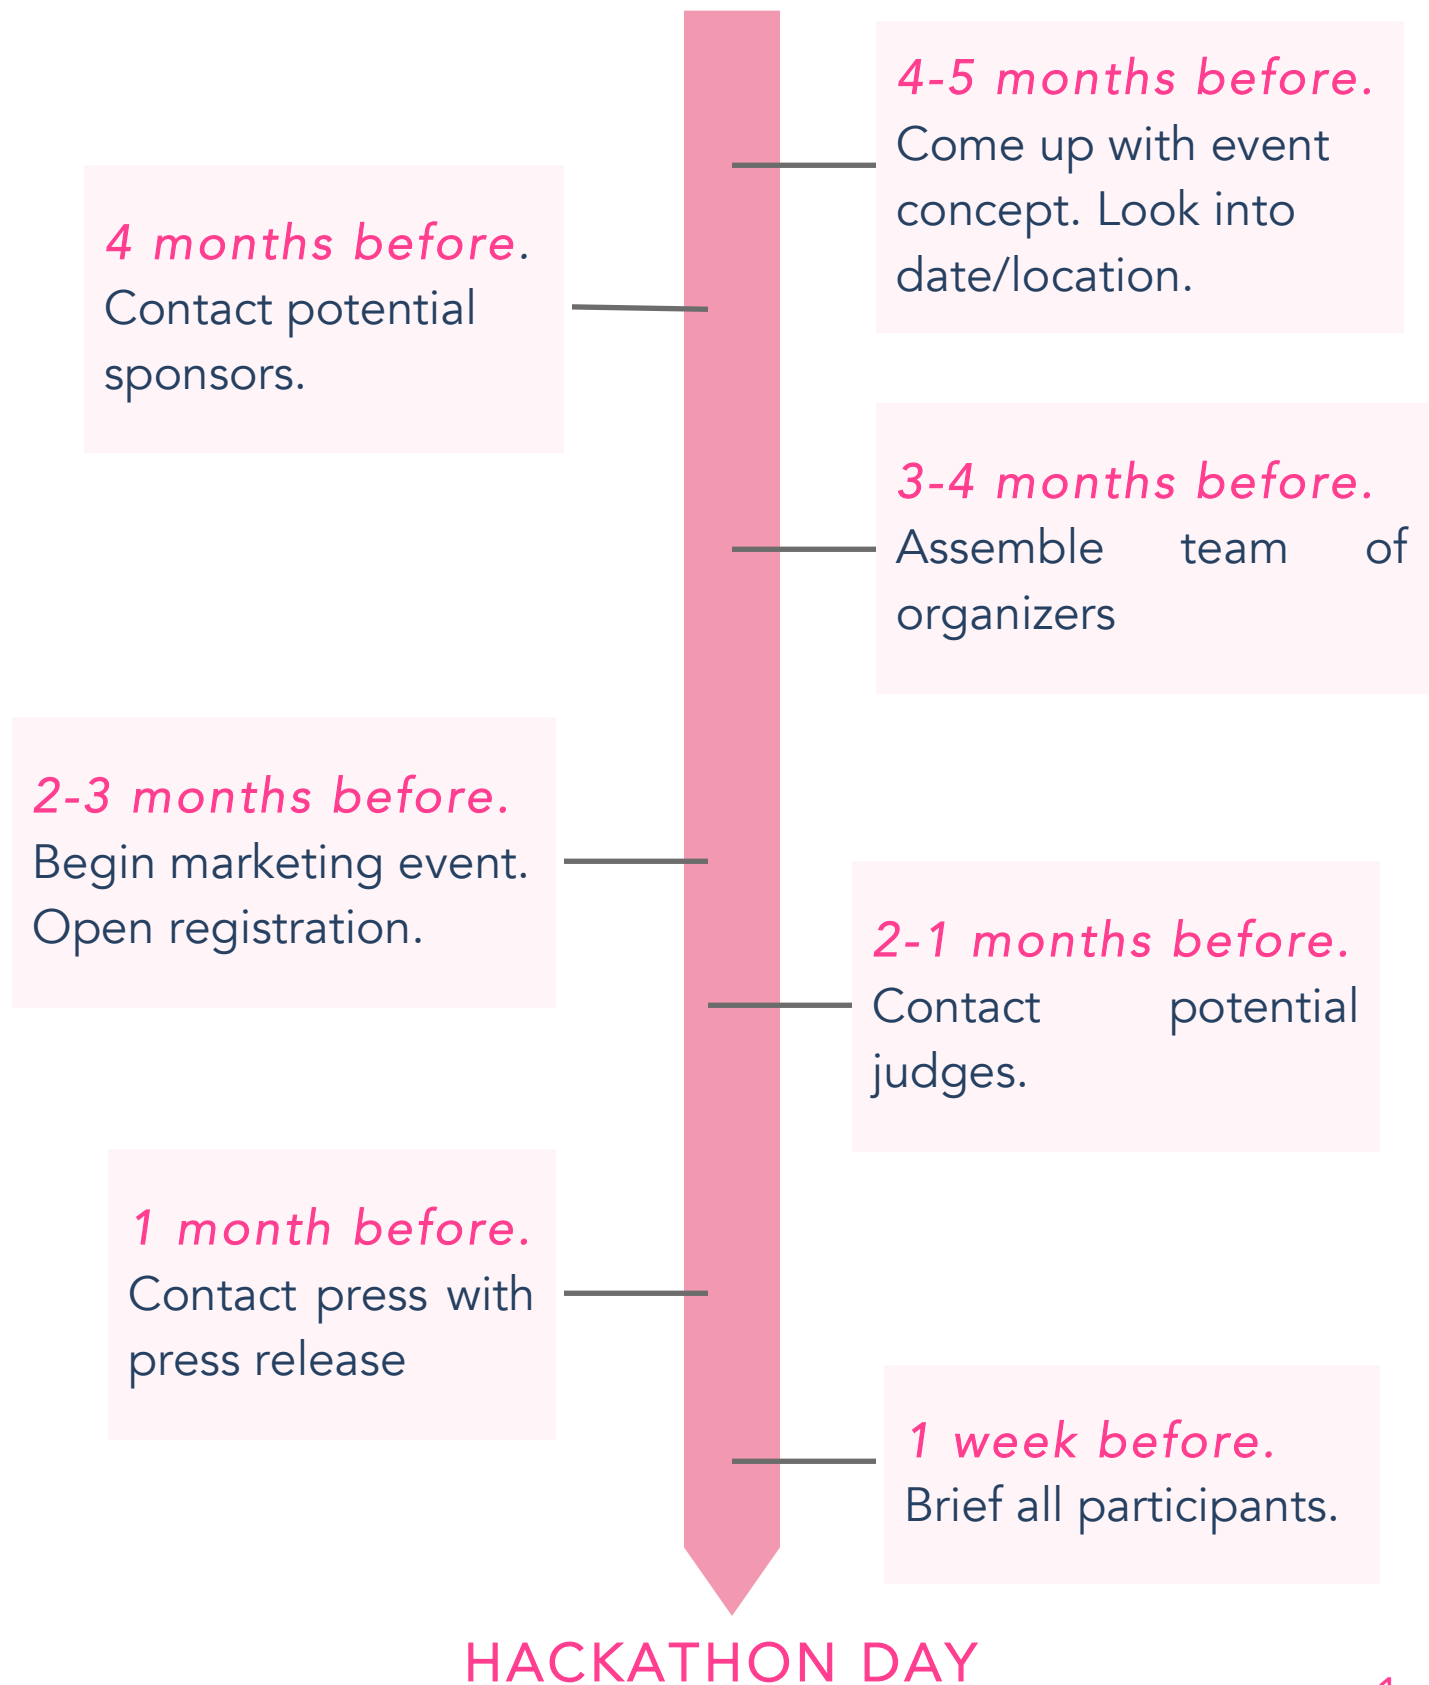 4-5 months before.
Come up with event
concept. Look into
date/location.
4 months before.
Contact potential
sponsors.
3-4 months before.
Assemble team of
organizers
2-3 months before.
Begin marketing event.
Open registration.
2-1 months before.
Contact potential
judges.
1 month before.
Contact press with
press release
1 week before.
Brief all participants.
HACKATHON DAY